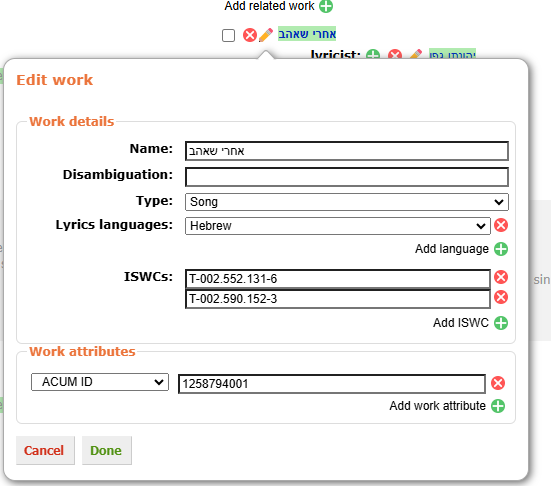 Add related work
אחרי שאהב
lyricist: יהונתן גפן
Edit work
Work details
Name: אחרי שאהב
Disambiguation:
Type: Song
Lyrics languages: Hebrew
Add language
ISWCs: T-002.552.131-6
T-002.590.152-3
Add ISWC
sin
Work attributes
ACUM ID 1258794001
Add work attribute
Cancel Done